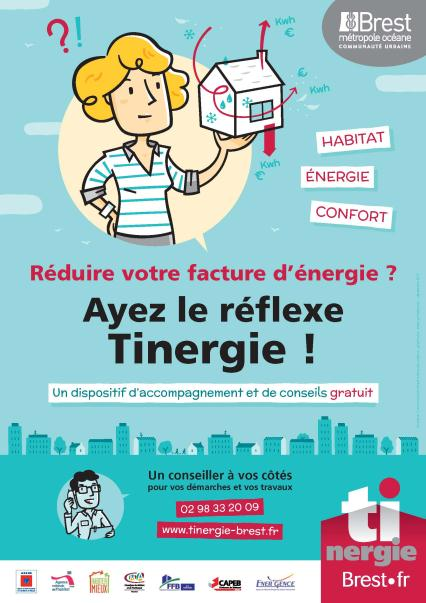 ?!
Brest
métropole océane
COMMUNAUTÉ URBAINE
Kwh
€
Kwh
Kwh
€
HABITAT
ÉNERGIE
CONFORT
Réduire votre facture d'énergie ?
Ayez le réflexe
Tinergie !
Un dispositif d'accompagnement et de conseils gratuit
Un conseiller à vos côtés
pour vos démarches et vos travaux
02 98 33 20 09
www.tinergie-brest.fr
ti
nergie
Brest•fr
HABITER
MIEUX
FFB
CAPEB
ENER'GENCE